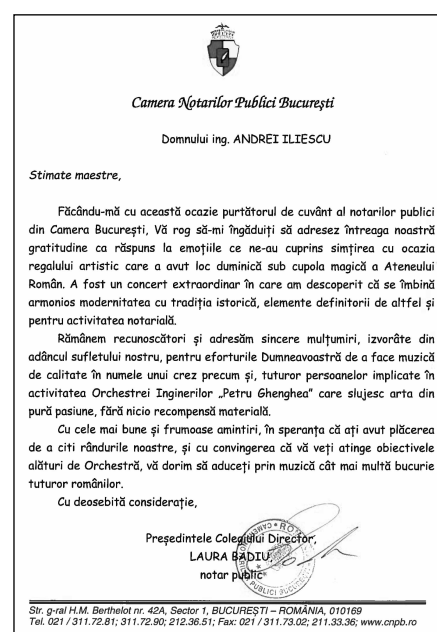 Camera Notarilor Publici București
Domnului ing. ANDREI ILIESCU
Stimate maestre,
Făcându-mă cu această ocazie purtătorul de cuvânt al notarilor publici
din Camera București, Vă rog să-mi îngăduiți să adresez întreaga noastră
gratitudine ca răspuns la emoțiile ce ne-au cuprins simțirea cu ocazia
regalului artistic care a avut loc duminică sub cupola magică a Ateneului
Român. A fost un concert extraordinar în care am descoperit că se îmbină
armonios modernitatea cu tradiția istorică, elemente definitorii de altfel și
pentru activitatea notarială.
Rămânem recunoscători și adresăm sincere mulțumiri, izvorâte din
adâncul sufletului nostru, pentru eforturile Dumneavoastră de a face muzică
de calitate în numele unui crez precum și, tuturor persoanelor implicate în
activitatea Orchestrei Inginerilor „Petru Ghenghea” care slujesc arta din
pură pasiune, fără nicio recompensă materială.
Cu cele mai bune și frumoase amintiri, în speranța că ați avut plăcerea
de a citi rândurile noastre, și cu convingerea că vă veți atinge obiectivele
alături de Orchestră, vă dorim să aduceți prin muzică cât mai multă bucurie
tuturor românilor.
Cu deosebită considerație,
Președintele Colegiului Director,
LAURA BADIU
notar public
Str. g-ral H.M. Berthelot nr. 42A, Sector 1, BUCUREȘTI – ROMÂNIA, 010169
Tel. 021 / 311.72.81; 311.72.90; 212.36.51; Fax: 021 / 311.73.02; 211.33.36; www.cnpb.ro